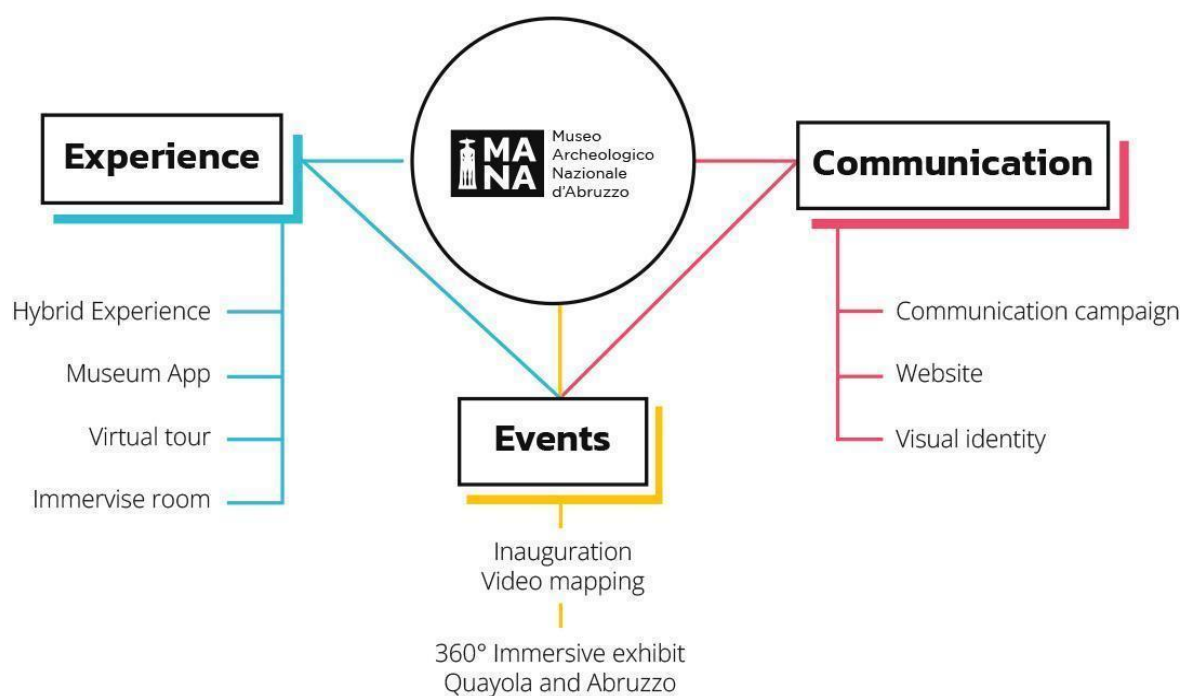 MA
NA
Museo
Archeologico
Nazionale
d'Abruzzo
Experience
Hybrid Experience
Museum App
Virtual tour
Immervise room
Events
Inauguration
Video mapping
360° Immersive exhibit
Quayola and Abruzzo
Communication
Communication campaign
Website
Visual identity